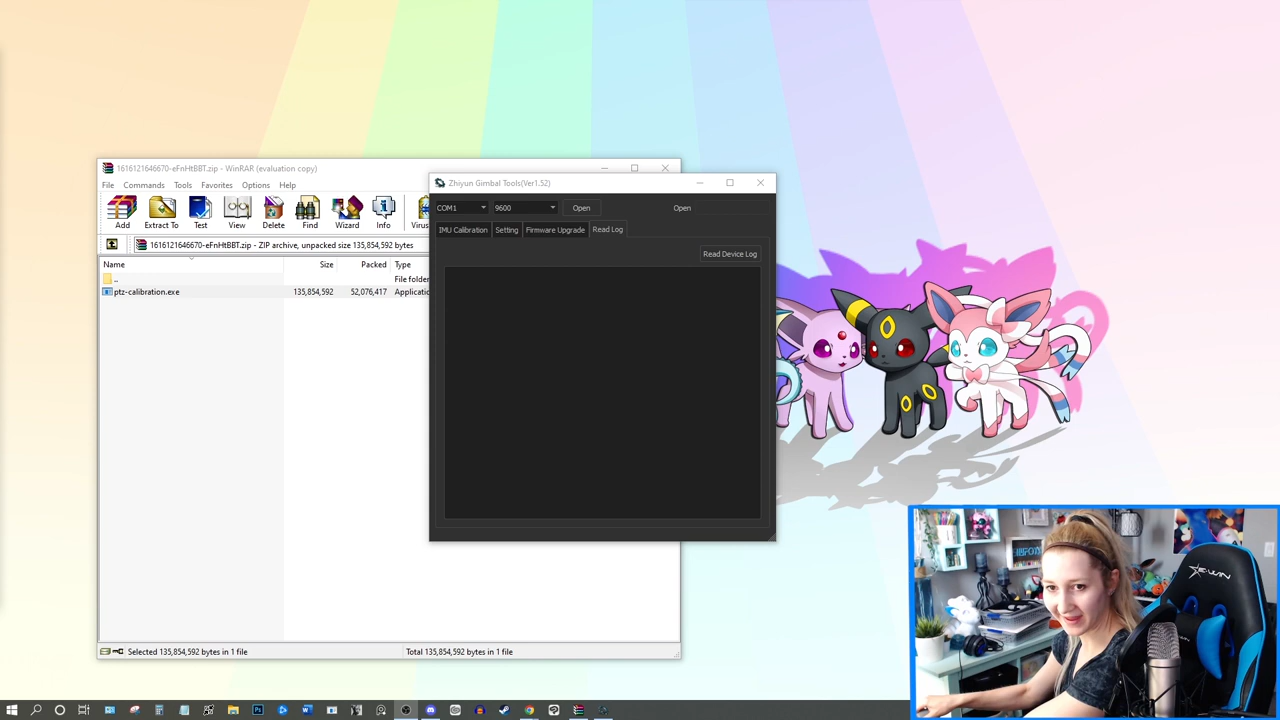 1616121646670-eFnHtBBT.zip - WinRAR (evaluation copy)
File Commands Tools Favorites Options Help
Add Extract To Test View Delete Find Wizard Info Virus
1616121646670-eFnHtBBT.zip - ZIP archive, unpacked size 135,854,592 bytes
Name Size Packed Type
.. File folder
ptz-calibration.exe 135,854,592 52,076,417 Applicatio
Selected 135,854,592 bytes in 1 file Total 135,854,592 bytes in 1 file
Zhiyun Gimbal Tools(Ver1.52)
COM1 9600 Open Open
IMU Calibration Setting Firmware Upgrade Read Log
Read Device Log
E-WIN